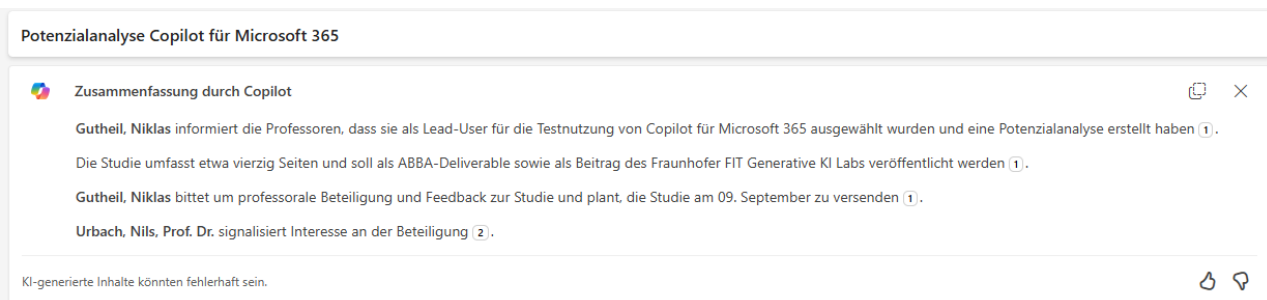 Potenzialanalyse Copilot für Microsoft 365
Zusammenfassung durch Copilot
Gutheil, Niklas informiert die Professoren, dass sie als Lead-User für die Testnutzung von Copilot für Microsoft 365 ausgewählt wurden und eine Potenzialanalyse erstellt haben 1 .
Die Studie umfasst etwa vierzig Seiten und soll als ABBA-Deliverable sowie als Beitrag des Fraunhofer FIT Generative KI Labs veröffentlicht werden 1 .
Gutheil, Niklas bittet um professorale Beteiligung und Feedback zur Studie und plant, die Studie am 09. September zu versenden 1 .
Urbach, Nils, Prof. Dr. signalisiert Interesse an der Beteiligung 2 .
KI-generierte Inhalte könnten fehlerhaft sein.